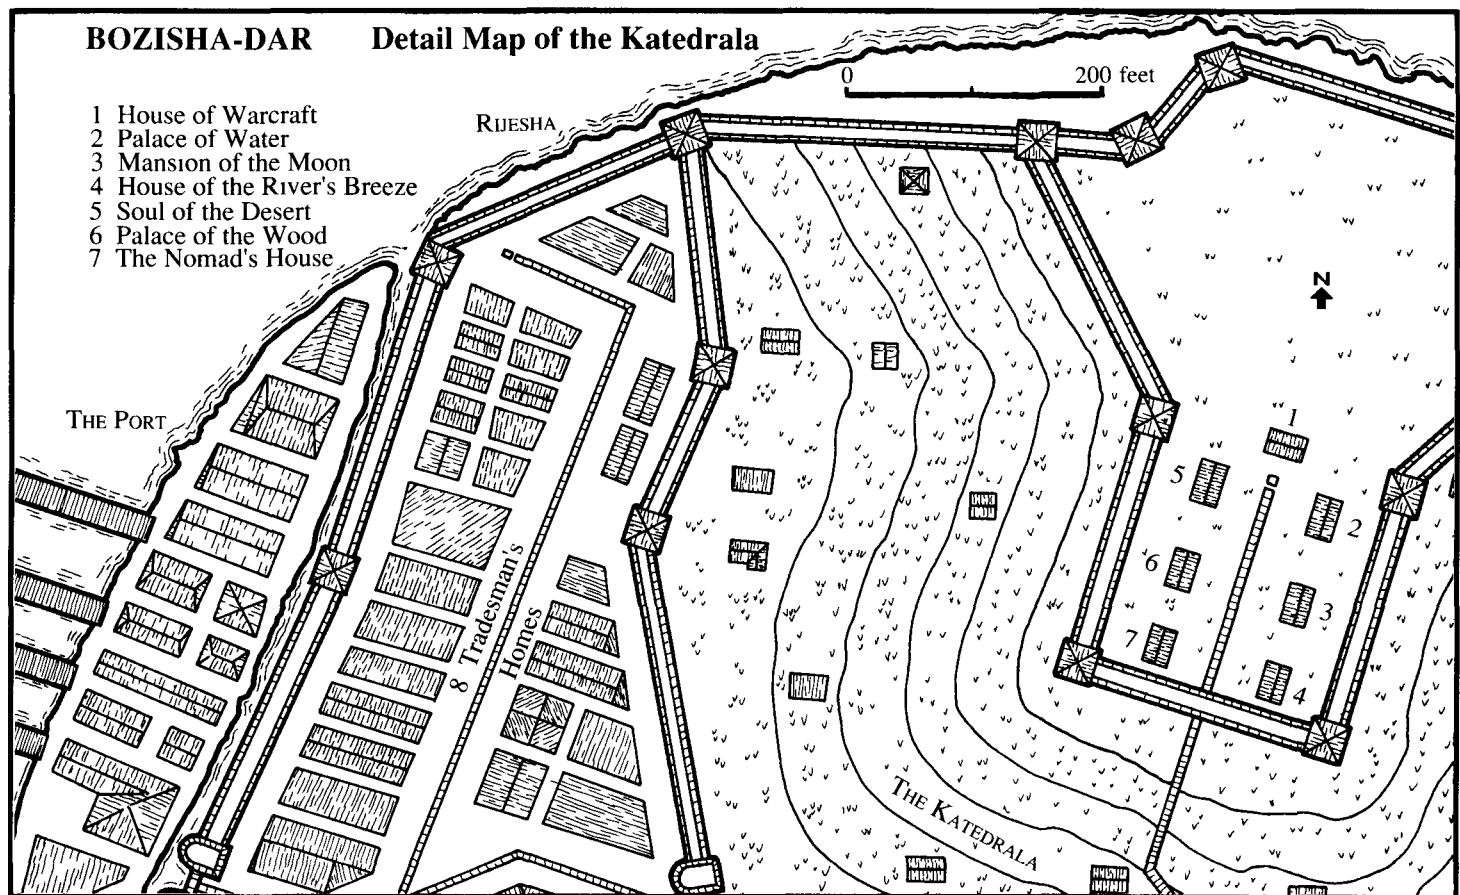 BOZISHA-DAR Detail Map of the Katedrala
0 200 feet
1 House of Warcraft
2 Palace of Water
3 Mansion of the Moon
4 House of the River's Breeze
5 Soul of the Desert
6 Palace of the Wood
7 The Nomad's House
RIJESHA
N
THE PORT
1
5
2
6
3
7
4
8 Tradesman's
Homes
THE KATEDRALA